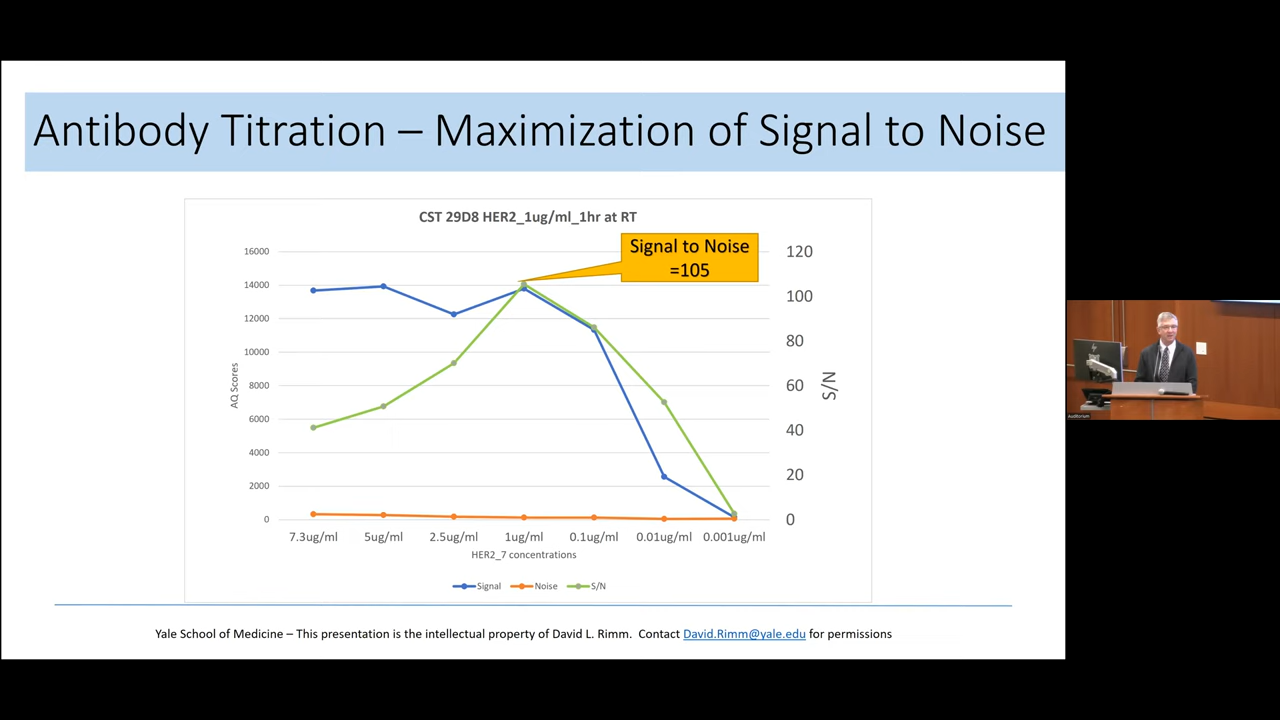 Antibody Titration – Maximization of Signal to Noise
CST 29D8 HER2_1ug/ml_1hr at RT
Signal to Noise
=105
16000
14000
12000
10000
8000
6000
4000
2000
0
AQ Scores
120
100
80
60
40
20
0
S/N
7.3ug/ml 5ug/ml 2.5ug/ml 1ug/ml 0.1ug/ml 0.01ug/ml 0.001ug/ml
HER2_7 concentrations
Signal Noise S/N
Yale School of Medicine – This presentation is the intellectual property of David L. Rimm. Contact David.Rimm@yale.edu for permissions
Auditorium